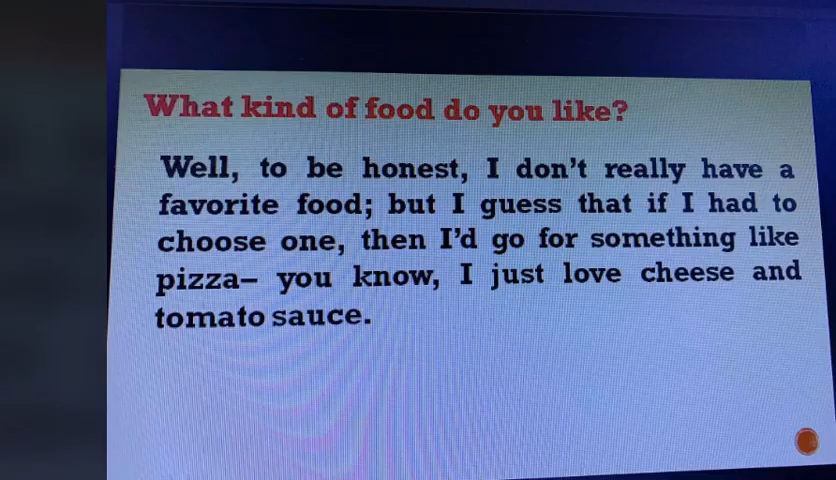 What kind of food do you like?
Well, to be honest, I don't really have a
favorite food; but I guess that if I had to
choose one, then I'd go for something like
pizza– you know, I just love cheese and
tomato sauce.